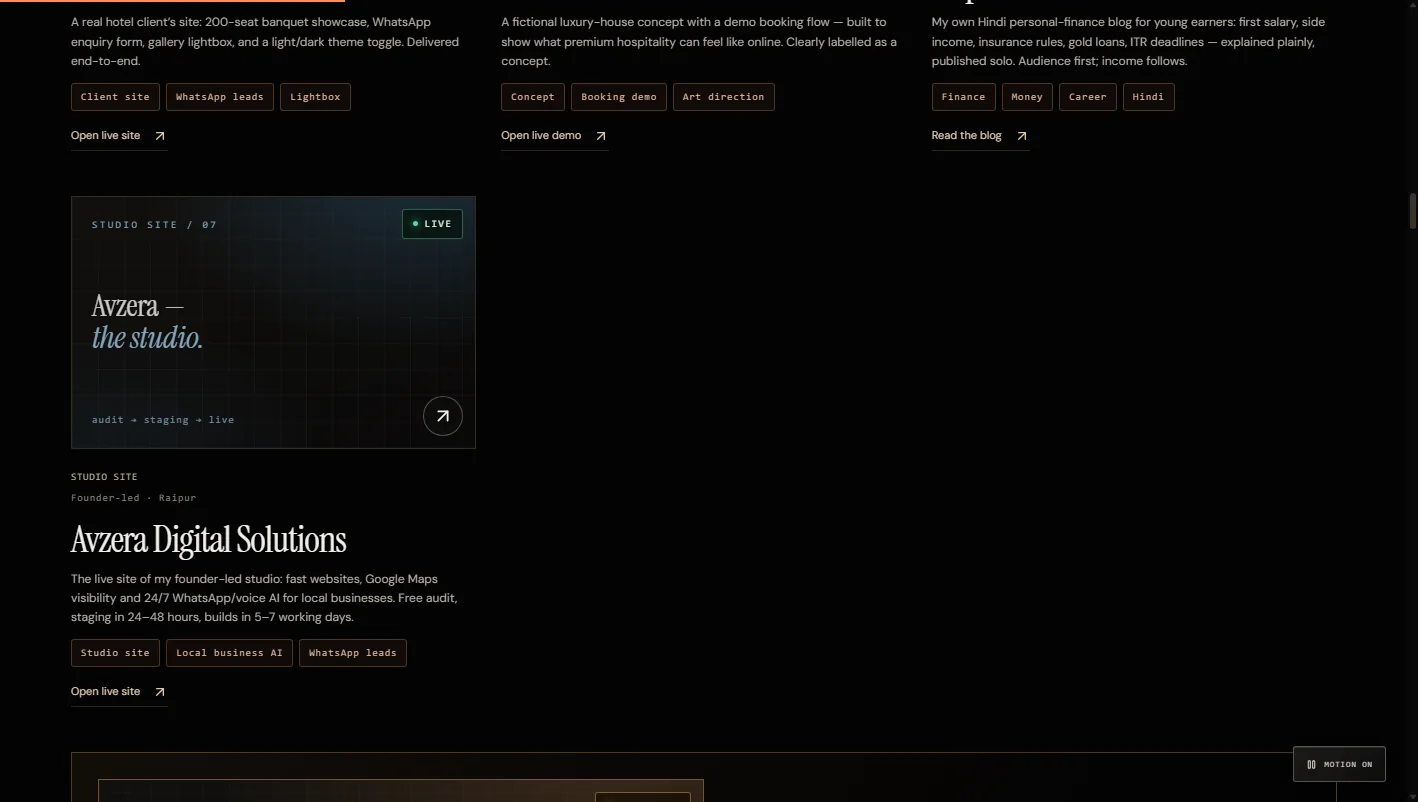 A real hotel client's site: 200-seat banquet showcase, WhatsApp
enquiry form, gallery lightbox, and a light/dark theme toggle. Delivered
end-to-end.
Client site
WhatsApp leads
Lightbox
Open live site
A fictional luxury-house concept with a demo booking flow — built to
show what premium hospitality can feel like online. Clearly labelled as a
concept.
Concept
Booking demo
Art direction
Open live demo
My own Hindi personal-finance blog for young earners: first salary, side
income, insurance rules, gold loans, ITR deadlines — explained plainly,
published solo. Audience first; income follows.
Finance
Money
Career
Hindi
Read the blog
STUDIO SITE / 07
LIVE
Avzera —
the studio.
audit → staging → live
STUDIO SITE
Founder-led · Raipur
Avzera Digital Solutions
The live site of my founder-led studio: fast websites, Google Maps
visibility and 24/7 WhatsApp/voice AI for local businesses. Free audit,
staging in 24–48 hours, builds in 5–7 working days.
Studio site
Local business AI
WhatsApp leads
Open live site
MOTION ON